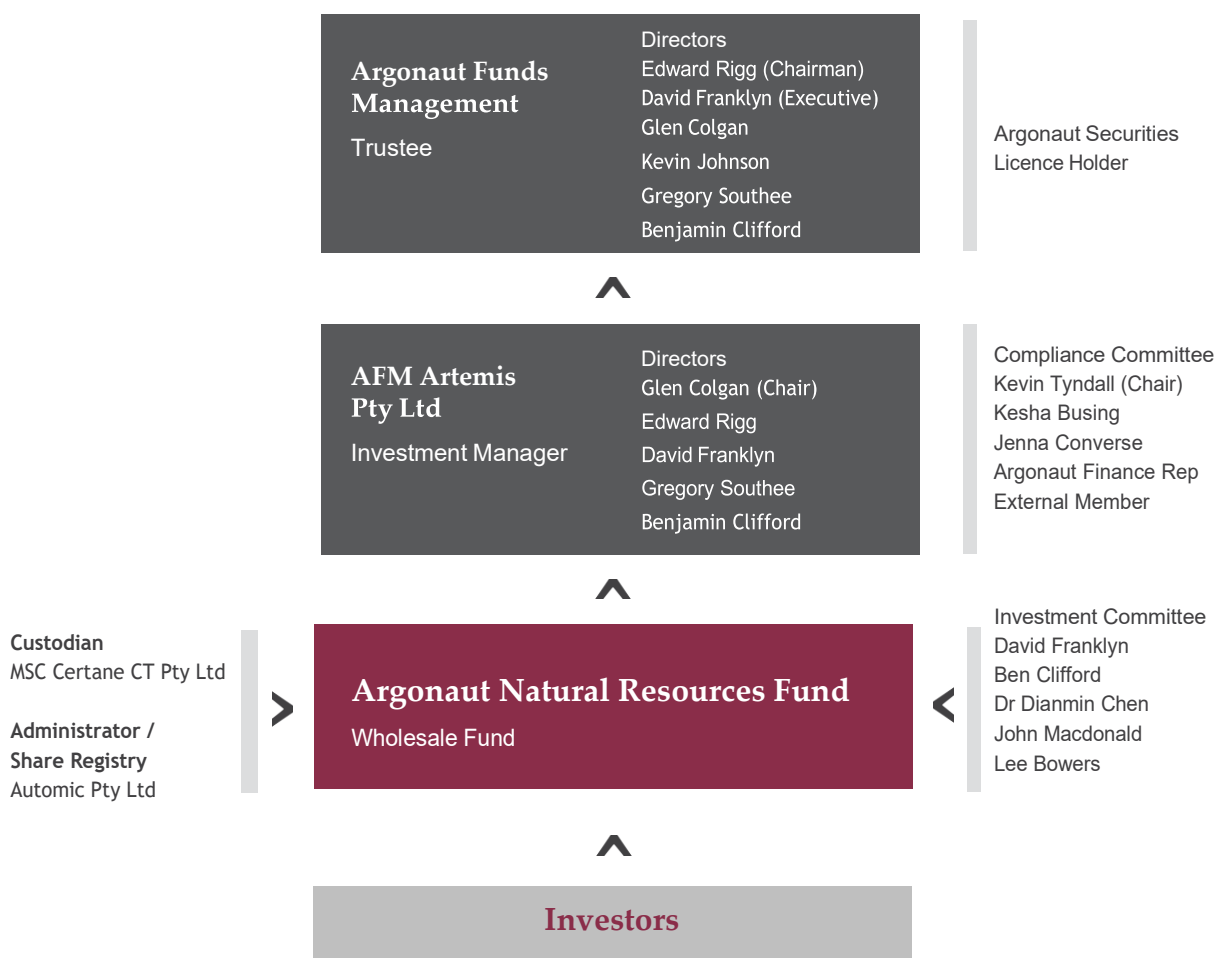 Argonaut Funds
Management
Trustee
Directors
Edward Rigg (Chairman)
David Franklyn (Executive)
Glen Colgan
Kevin Johnson
Gregory Southee
Benjamin Clifford
Argonaut Securities
Licence Holder
AFM Artemis
Pty Ltd
Investment Manager
Directors
Glen Colgan (Chair)
Edward Rigg
David Franklyn
Gregory Southee
Benjamin Clifford
Compliance Committee
Kevin Tyndall (Chair)
Kesha Busing
Jenna Converse
Argonaut Finance Rep
External Member
Custodian
MSC Certane CT Pty Ltd
Administrator /
Share Registry
Automic Pty Ltd
Argonaut Natural Resources Fund
Wholesale Fund
Investment Committee
David Franklyn
Ben Clifford
Dr Dianmin Chen
John Macdonald
Lee Bowers
Investors